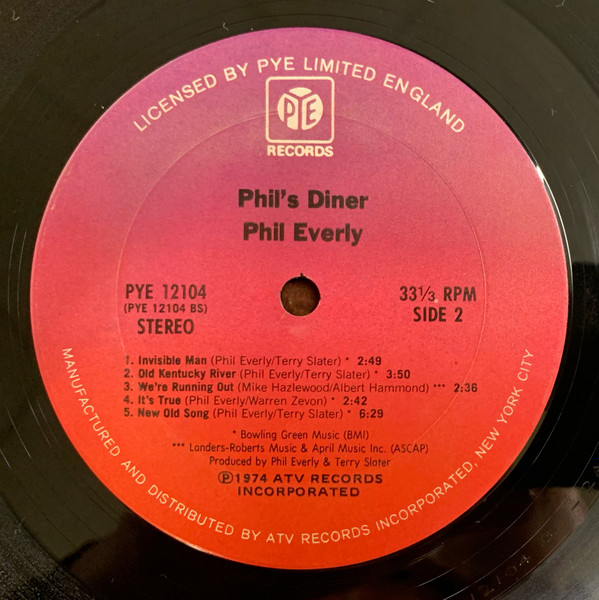 LICENSED BY PYE LIMITED ENGLAND
PYE
RECORDS
Phil's Diner
Phil Everly
PYE 12104
(PYE 12104 BS)
STEREO
33⅓ RPM
SIDE 2
1. Invisible Man (Phil Everly/Terry Slater) * 2:49
2. Old Kentucky River (Phil Everly/Terry Slater) * 3:50
3. We're Running Out (Mike Hazlewood/Albert Hammond) *** 2:36
4. It's True (Phil Everly/Warren Zevon) * 2:42
5. New Old Song (Phil Everly/Terry Slater) * 6:29
* Bowling Green Music (BMI)
*** Landers-Roberts Music & April Music Inc. (ASCAP)
Produced by Phil Everly & Terry Slater
℗1974 ATV RECORDS
INCORPORATED
MANUFACTURED AND DISTRIBUTED BY ATV RECORDS INCORPORATED, NEW YORK CITY